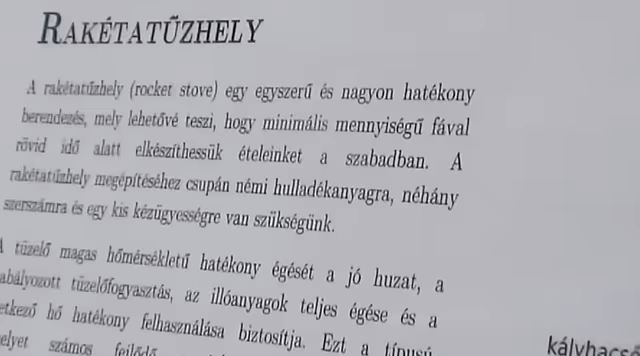 RAKÉTATŰZHELY
A rakétatűzhely (rocket stove) egy egyszerű és nagyon hatékony
berendezés, mely lehetővé teszi, hogy minimális mennyiségű fával
rövid idő alatt elkészíthessük ételeinket a szabadban. A
rakétatűzhely megépítéséhez csupán némi hulladékanyagra, néhány
szerszámra és egy kis kézügyességre van szükségünk.
A tüzelő magas hőmérsékletű hatékony égését a jó huzat, a
abályozott tüzelőfogyasztás, az illóanyagok teljes égése és a
etkező hő hatékony felhasználása biztosítja. Ezt a típusú
elyet számos
kályhacsé